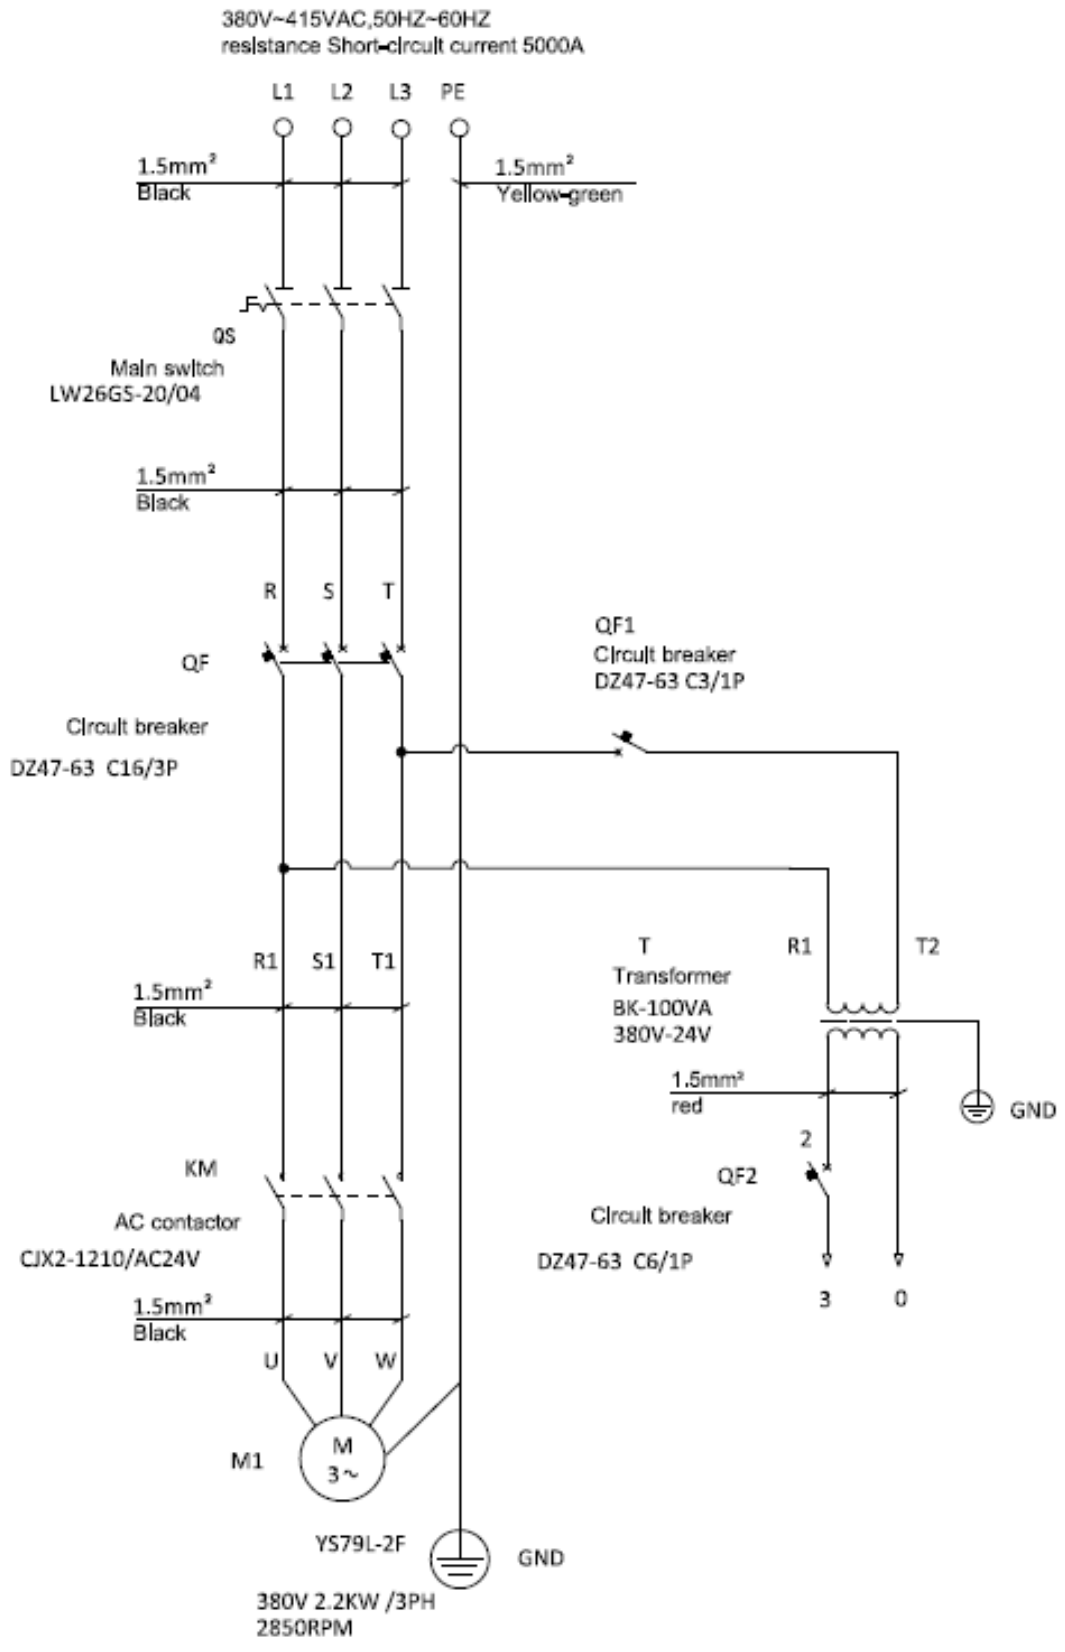 380V~415VAC,50HZ~60HZ
resistance Short-circuit current 5000A
L1 L2 L3 PE
1.5mm²
Black
1.5mm²
Yellow-green
QS
Main switch
LW26GS-20/04
1.5mm²
Black
R S T
QF
Circuit breaker
DZ47-63 C16/3P
QF1
Circuit breaker
DZ47-63 C3/1P
R1 S1 T1
1.5mm²
Black
T
Transformer
BK-100VA
380V-24V
R1 T2
1.5mm²
red
GND
2
QF2
Circuit breaker
DZ47-63 C6/1P
3 0
KM
AC contactor
CJX2-1210/AC24V
1.5mm²
Black
U V W
M1
M
3~
YS79L-2F
GND
380V 2.2KW /3PH
2850RPM